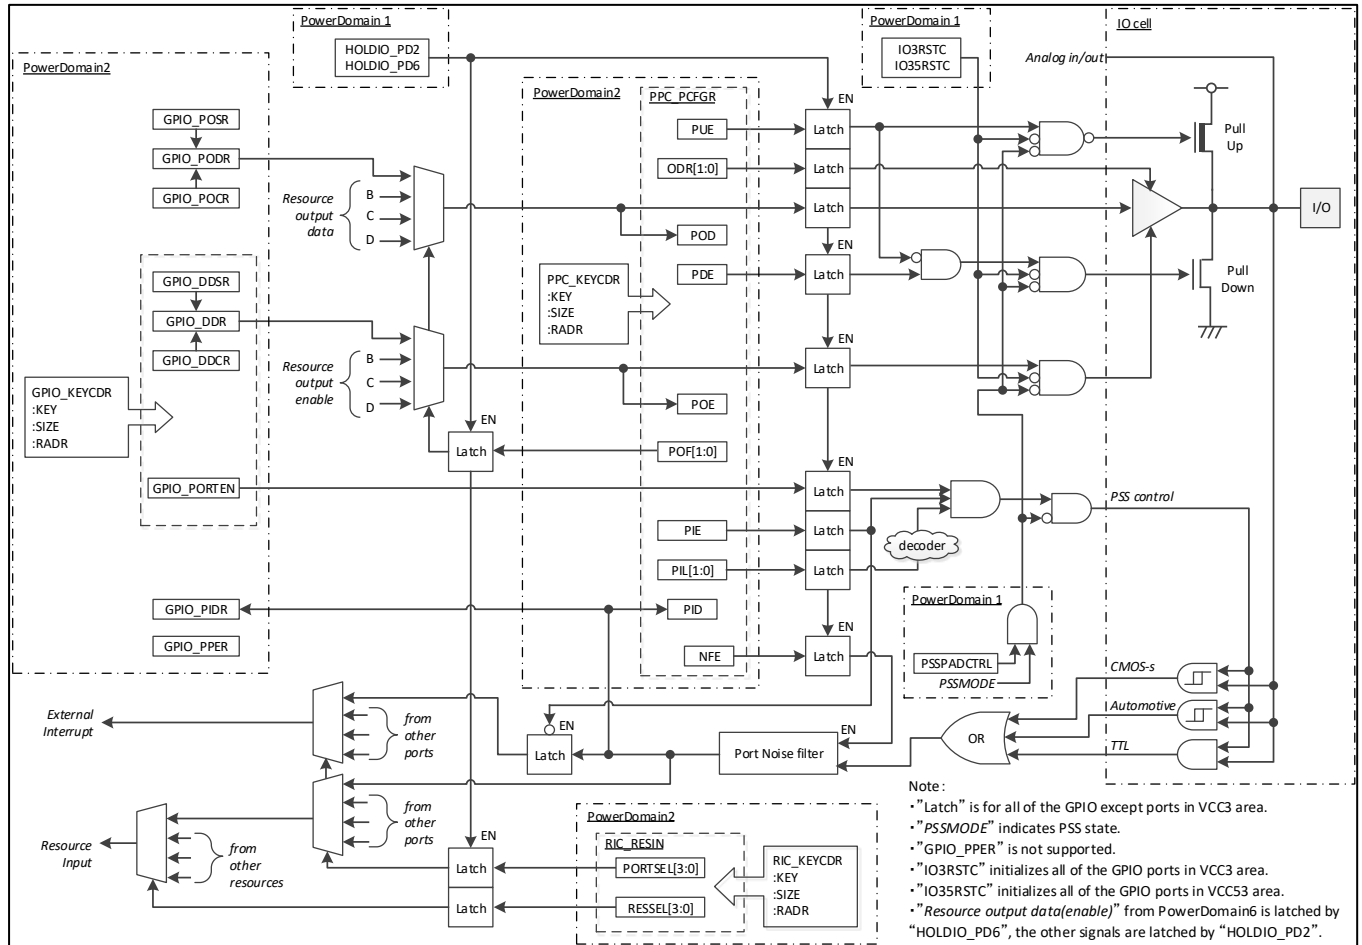 PowerDomain 1
HOLDIO_PD2
HOLDIO_PD6
PowerDomain 1
IO3RSTC
IO35RSTC
IO cell
Analog in/out
PowerDomain2
GPIO_POSR
GPIO_PODR
GPIO_POCR
Resource
output
data
B
C
D
GPIO_DDSR
GPIO_DDR
GPIO_DDCR
Resource
output
enable
B
C
D
GPIO_KEYCDR
:KEY
:SIZE
:RADR
GPIO_PORTEN
GPIO_PIDR
GPIO_PPER
EN
Latch
PowerDomain2
PPC_PCFGR
PUE
ODR[1:0]
POD
PDE
PPC_KEYCDR
:KEY
:SIZE
:RADR
POE
POF[1:0]
PIE
PIL[1:0]
PID
NFE
EN
Latch
Latch
Latch
EN
Latch
EN
Latch
EN
Latch
Latch
Latch
EN
Latch
Pull
Up
I/O
Pull
Down
PSS control
decoder
PowerDomain 1
PSSPADCTRL
PSSMODE
CMOS-s
Automotive
TTL
OR
EN
Port Noise filter
EN
Latch
External
Interrupt
from
other
ports
from
other
ports
Resource
Input
from
other
resources
EN
Latch
Latch
PowerDomain2
RIC_RESIN
PORTSEL[3:0]
RESSEL[3:0]
RIC_KEYCDR
:KEY
:SIZE
:RADR
Note :
・”Latch” is for all of the GPIO except ports in VCC3 area.
・”PSSMODE” indicates PSS state.
・”GPIO_PPER” is not supported.
・“IO3RSTC” initializes all of the GPIO ports in VCC3 area.
・“IO35RSTC” initializes all of the GPIO ports in VCC53 area.
・“Resource output data(enable)” from PowerDomain6 is latched by
“HOLDIO_PD6”, the other signals are latched by “HOLDIO_PD2”.